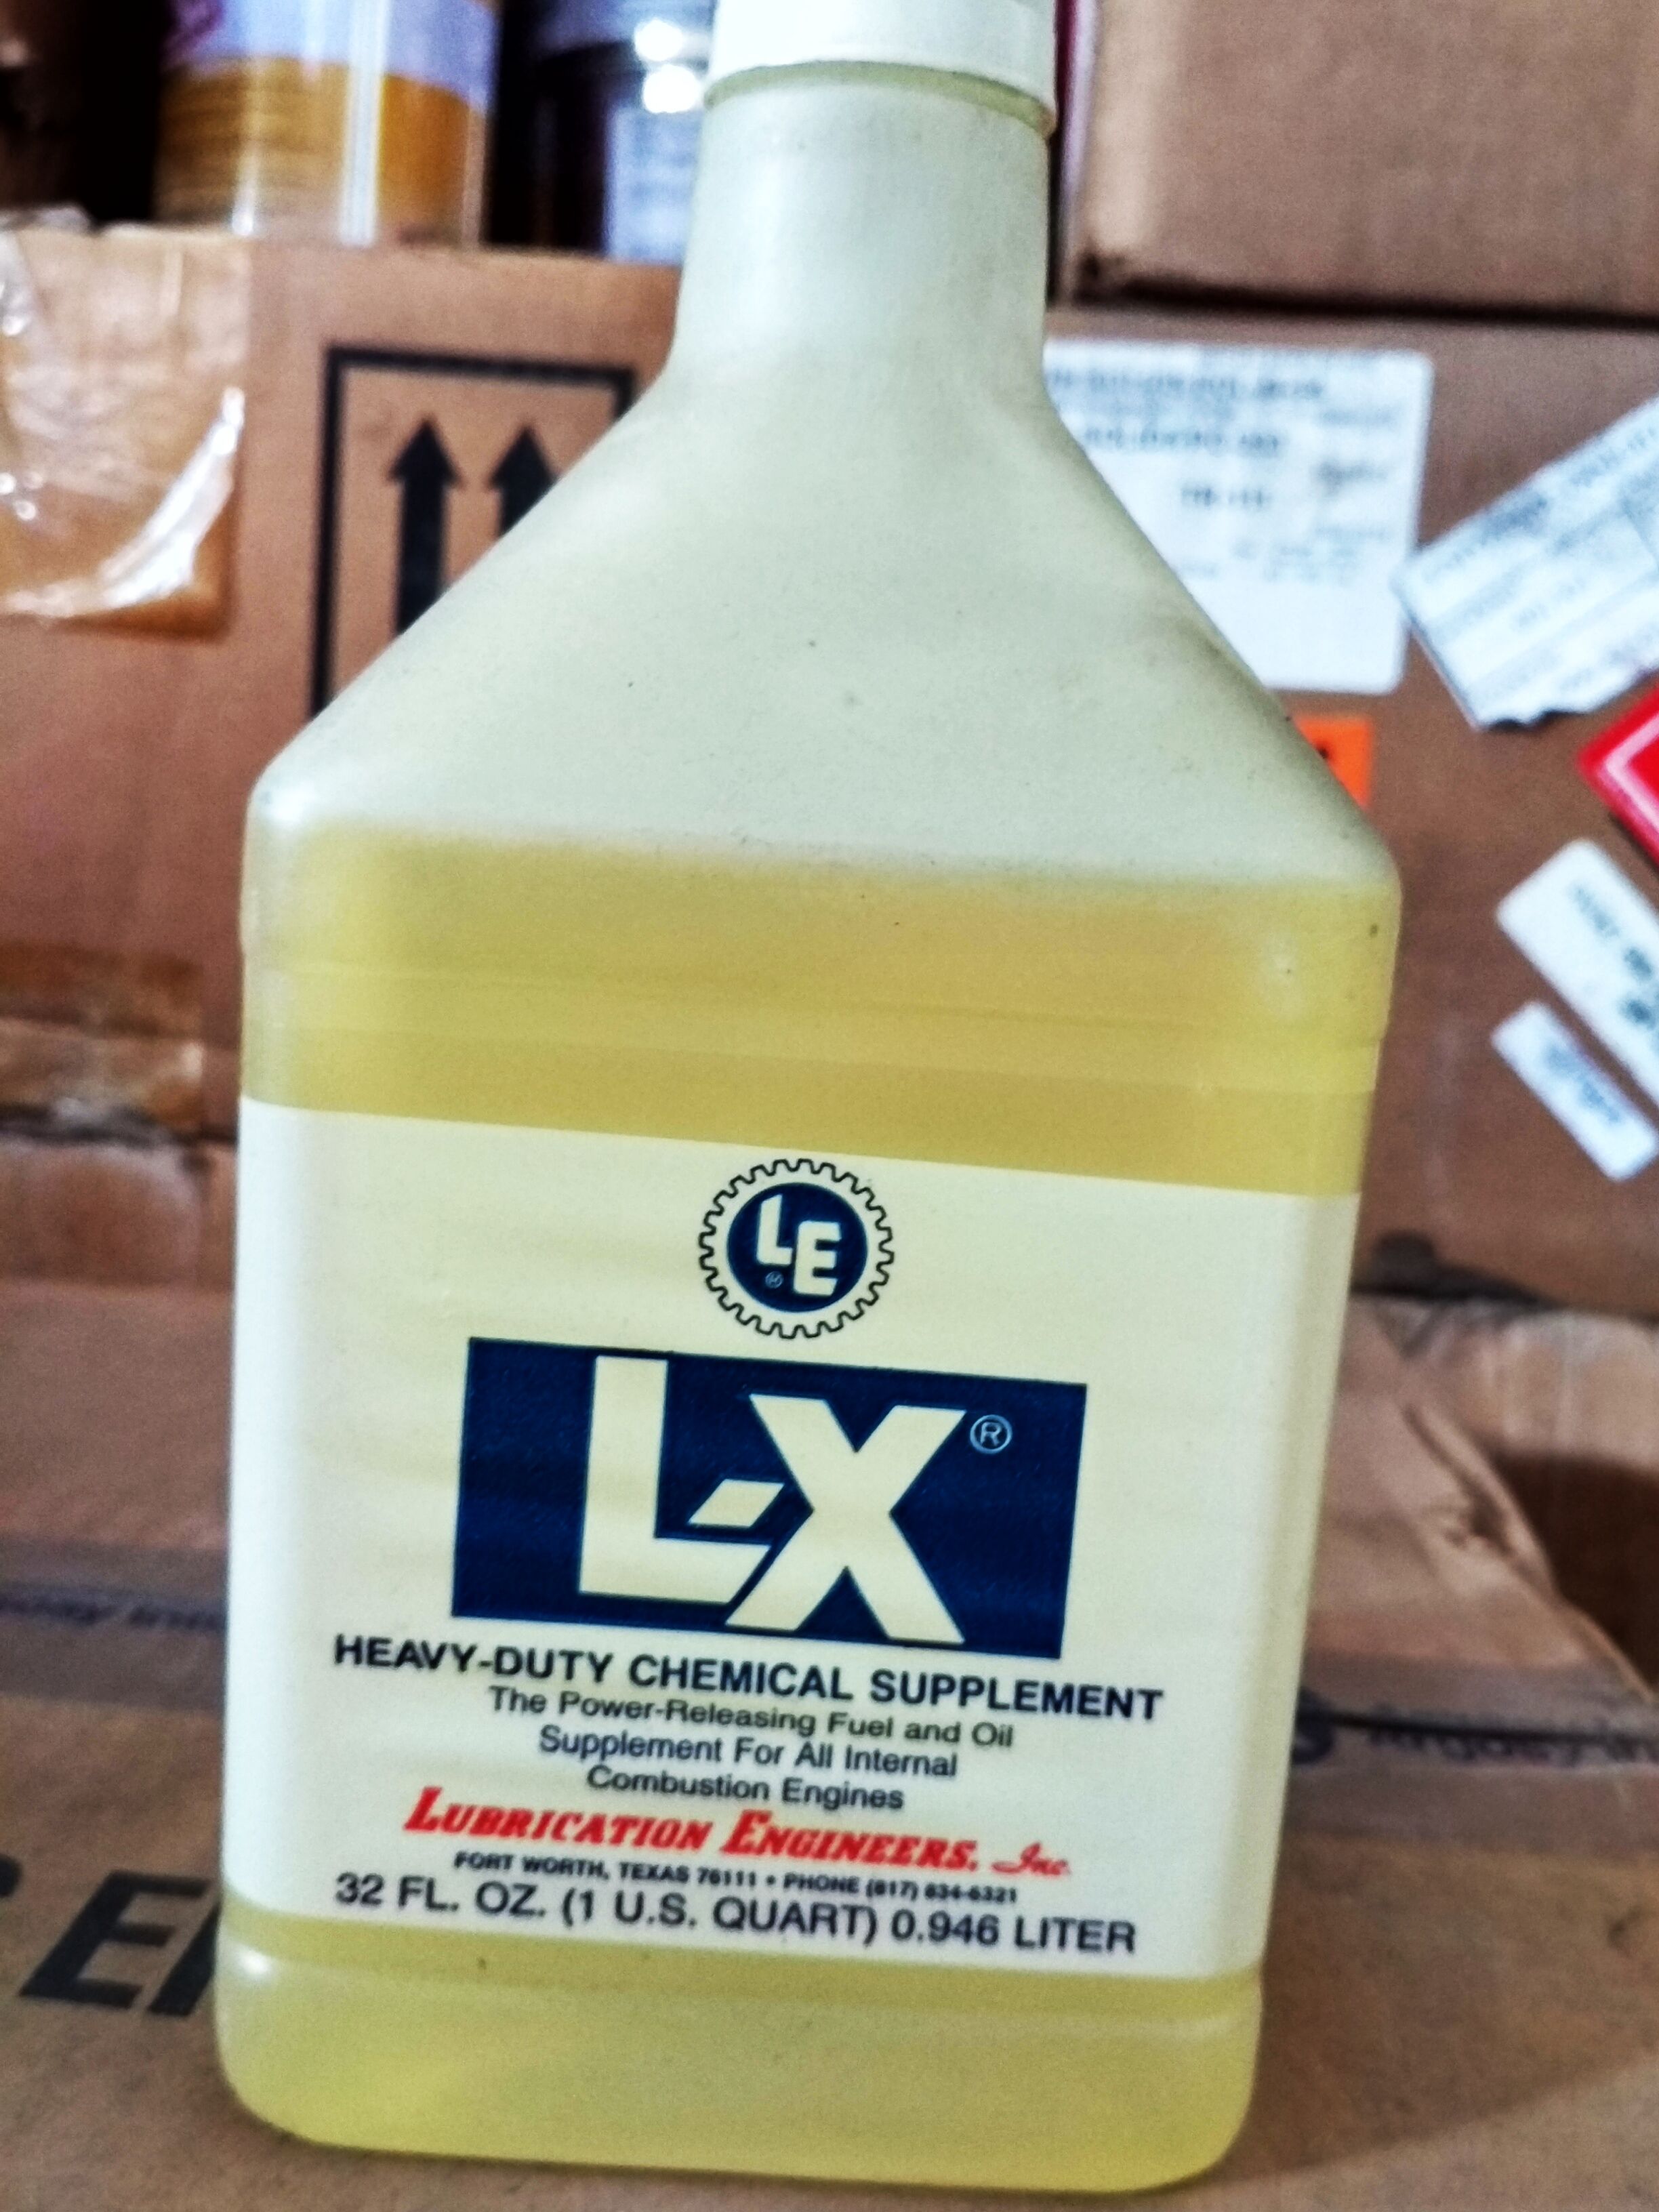 LE
®
L-X®
HEAVY-DUTY CHEMICAL SUPPLEMENT
The Power-Releasing Fuel and Oil
Supplement For All Internal
Combustion Engines
LUBRICATION ENGINEERS, Inc.
FORT WORTH, TEXAS 76111 • PHONE (817) 834-6321
32 FL. OZ. (1 U.S. QUART) 0.946 LITER